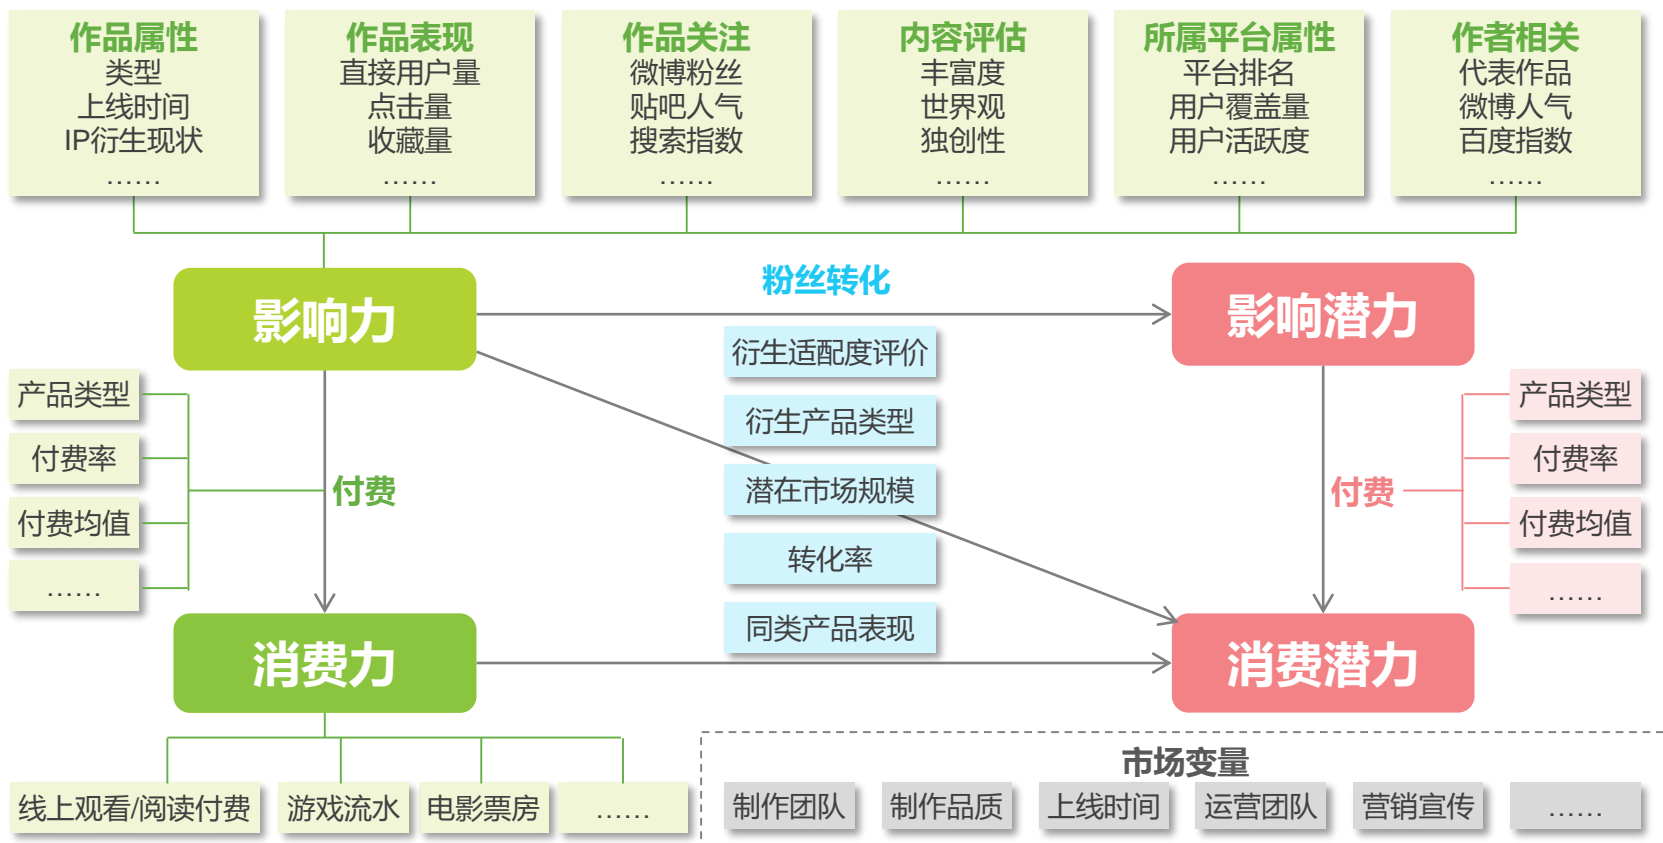 作品属性
类型
上线时间
IP衍生现状
……
作品表现
直接用户量
点击量
收藏量
……
作品关注
微博粉丝
贴吧人气
搜索指数
……
内容评估
丰富度
世界观
独创性
……
所属平台属性
平台排名
用户覆盖量
用户活跃度
……
作者相关
代表作品
微博人气
百度指数
……
影响力
粉丝转化
影响潜力
衍生适配度评价
衍生产品类型
潜在市场规模
转化率
同类产品表现
产品类型
付费率
付费均值
……
付费
付费
产品类型
付费率
付费均值
……
消费力
消费潜力
线上观看/阅读付费
游戏流水
电影票房
……
市场变量
制作团队
制作品质
上线时间
运营团队
营销宣传
……